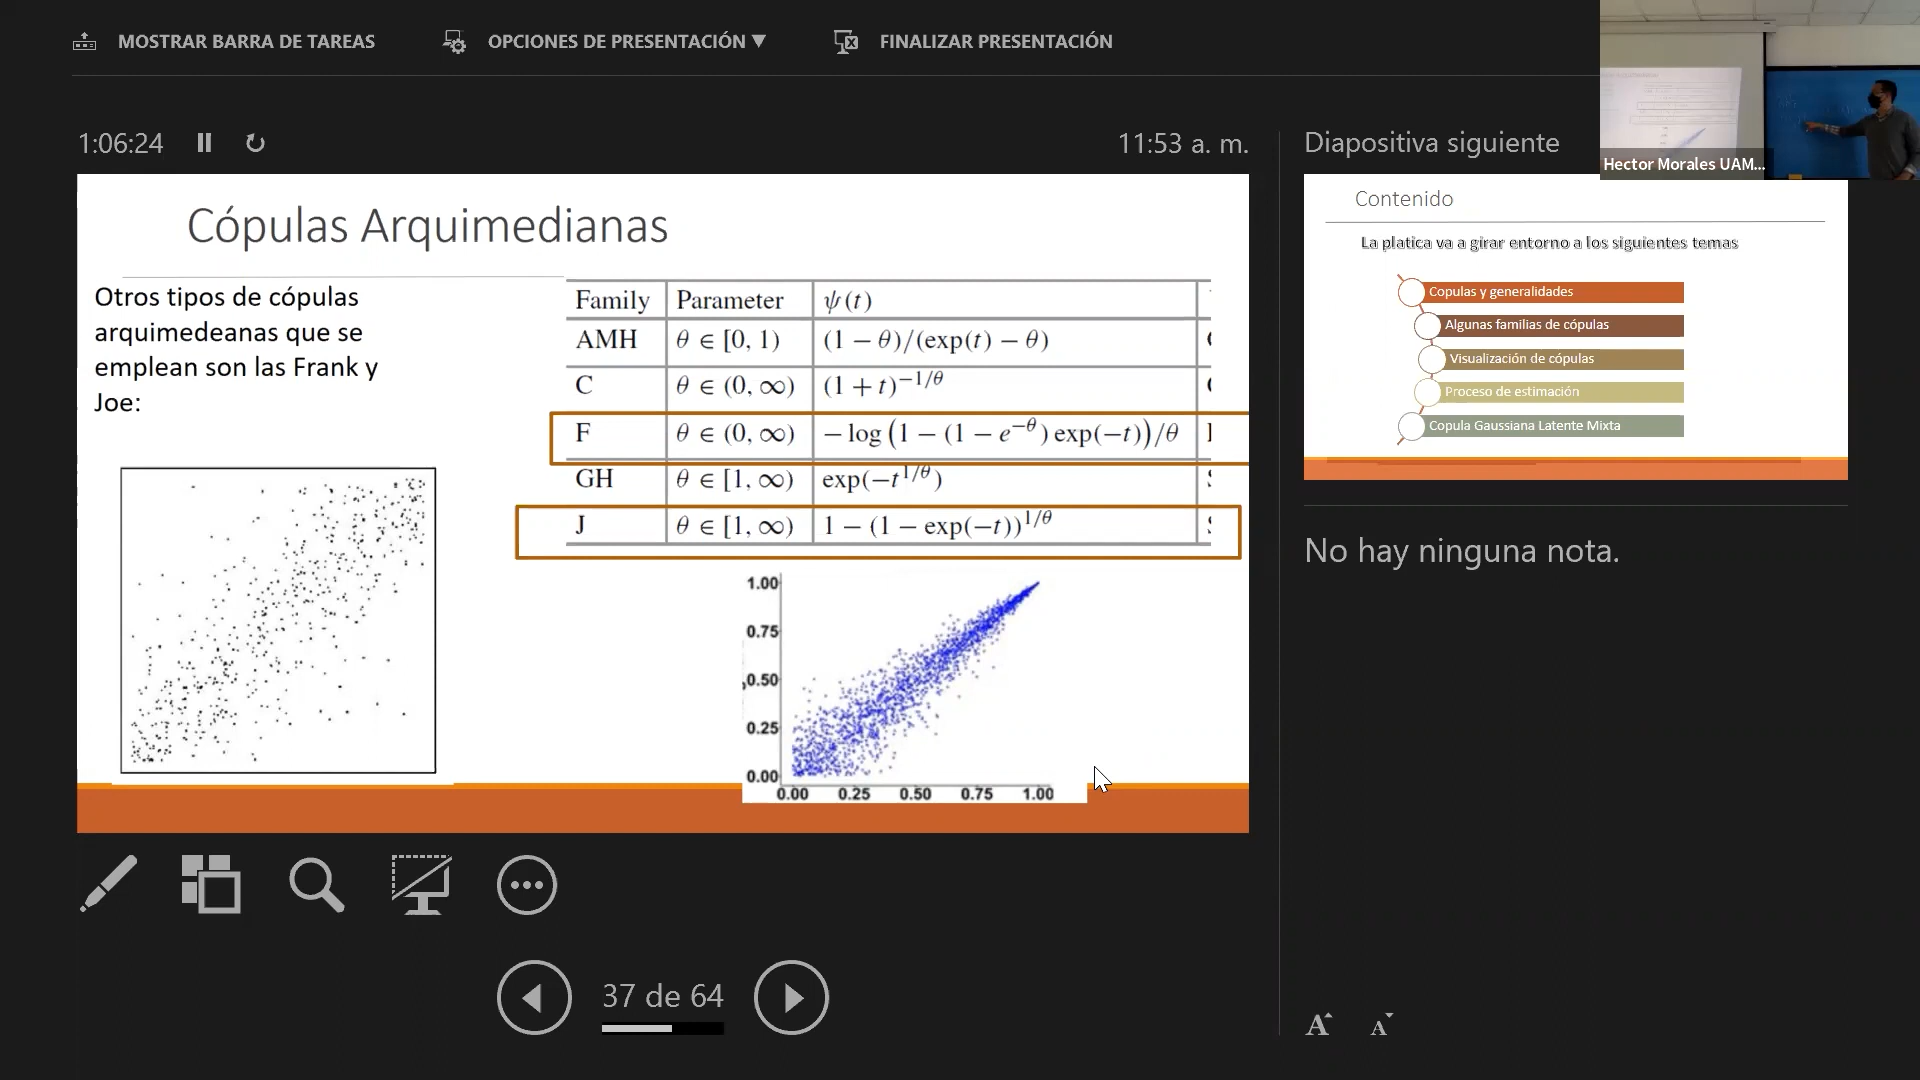 MOSTRAR BARRA DE TAREAS
OPCIONES DE PRESENTACIÓN ▼
FINALIZAR PRESENTACIÓN
Hector Morales UAM...
1:06:24
11:53 a. m.
Diapositiva siguiente
Cópulas Arquimedianas
Otros tipos de cópulas
arquimedeanas que se
emplean son las Frank y
Joe:
Family Parameter ψ(t)
AMH θ ∈ [0, 1) (1 − θ)/(exp(t) − θ)
C θ ∈ (0, ∞) (1 + t)^{−1/θ}
F θ ∈ (0, ∞) − log (1 − (1 − e^{−θ}) exp(−t))/θ
GH θ ∈ [1, ∞) exp(−t^{1/θ})
J θ ∈ [1, ∞) 1 − (1 − exp(−t))^{1/θ}
1.00
0.75
0.50
0.25
0.00
0.00 0.25 0.50 0.75 1.00
Contenido
La platica va a girar entorno a los siguientes temas
Copulas y generalidades
Algunas familias de cópulas
Visualización de cópulas
Proceso de estimación
Copula Gaussiana Latente Mixta
No hay ninguna nota.
37 de 64
A A